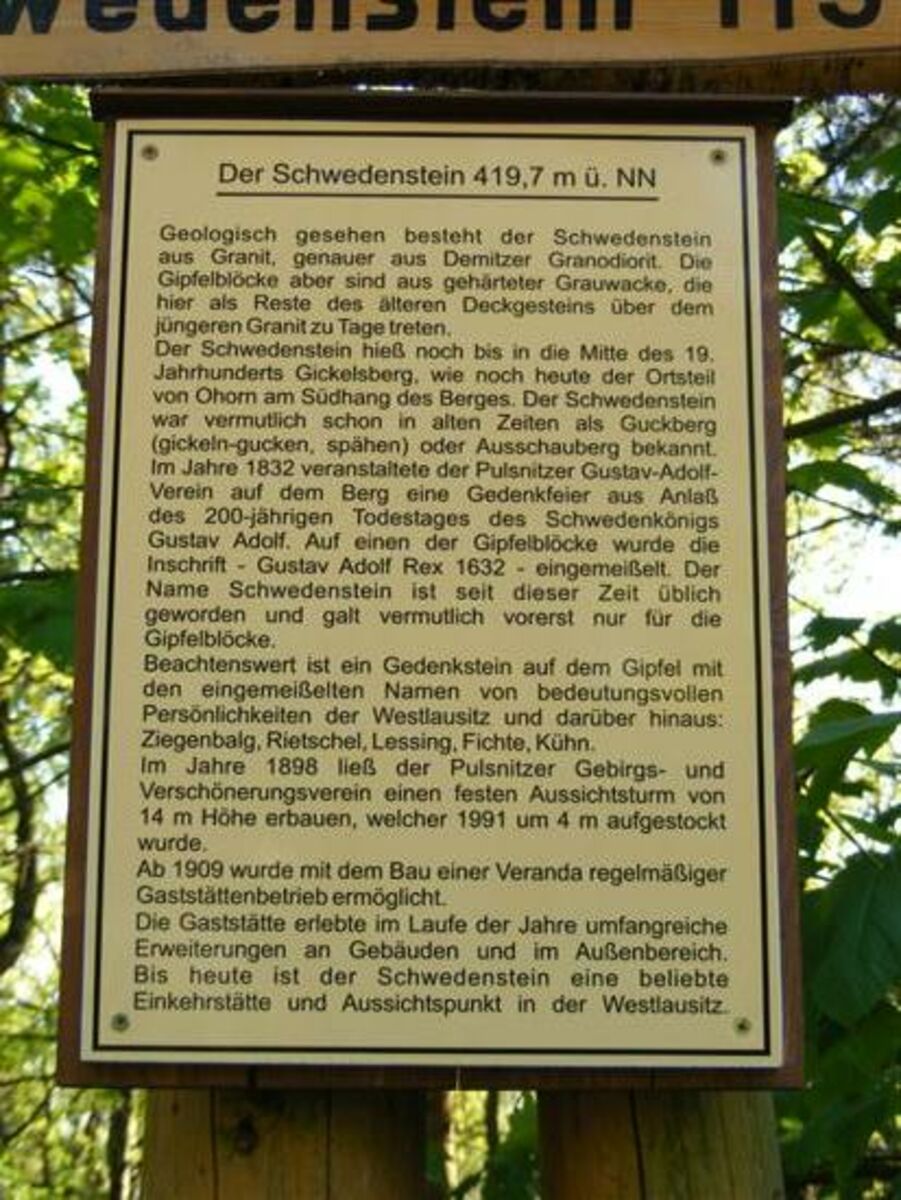 Der Schwedenstein 419,7 m ü. NN
Geologisch gesehen besteht der Schwedenstein
aus Granit, genauer aus Demitzer Granodiorit. Die
Gipfelblöcke aber sind aus gehärteter Grauwacke, die
hier als Reste des älteren Deckgesteins über dem
jüngeren Granit zu Tage treten.
Der Schwedenstein hieß noch bis in die Mitte des 19.
Jahrhunderts Gickelsberg, wie noch heute der Ortsteil
von Ohorn am Südhang des Berges. Der Schwedenstein
war vermutlich schon in alten Zeiten als Guckberg
(gickeln-gucken, spähen) oder Ausschauberg bekannt.
Im Jahre 1832 veranstaltete der Pulsnitzer Gustav-Adolf-
Verein auf dem Berg eine Gedenkfeier aus Anlaß
des 200-jährigen Todestages des Schwedenkönigs
Gustav Adolf. Auf einen der Gipfelblöcke wurde die
Inschrift - Gustav Adolf Rex 1632 - eingemeißelt. Der
Name Schwedenstein ist seit dieser Zeit üblich
geworden und galt vermutlich vorerst nur für die
Gipfelblöcke.
Beachtenswert ist ein Gedenkstein auf dem Gipfel mit
den eingemeißelten Namen von bedeutungsvollen
Persönlichkeiten der Westlausitz und darüber hinaus:
Ziegenbalg, Rietschel, Lessing, Fichte, Kühn.
Im Jahre 1898 ließ der Pulsnitzer Gebirgs- und
Verschönerungsverein einen festen Aussichtsturm von
14 m Höhe erbauen, welcher 1991 um 4 m aufgestockt
wurde.
Ab 1909 wurde mit dem Bau einer Veranda regelmäßiger
Gaststättenbetrieb ermöglicht.
Die Gaststätte erlebte im Laufe der Jahre umfangreiche
Erweiterungen an Gebäuden und im Außenbereich.
Bis heute ist der Schwedenstein eine beliebte
Einkehrstätte und Aussichtspunkt in der Westlausitz.